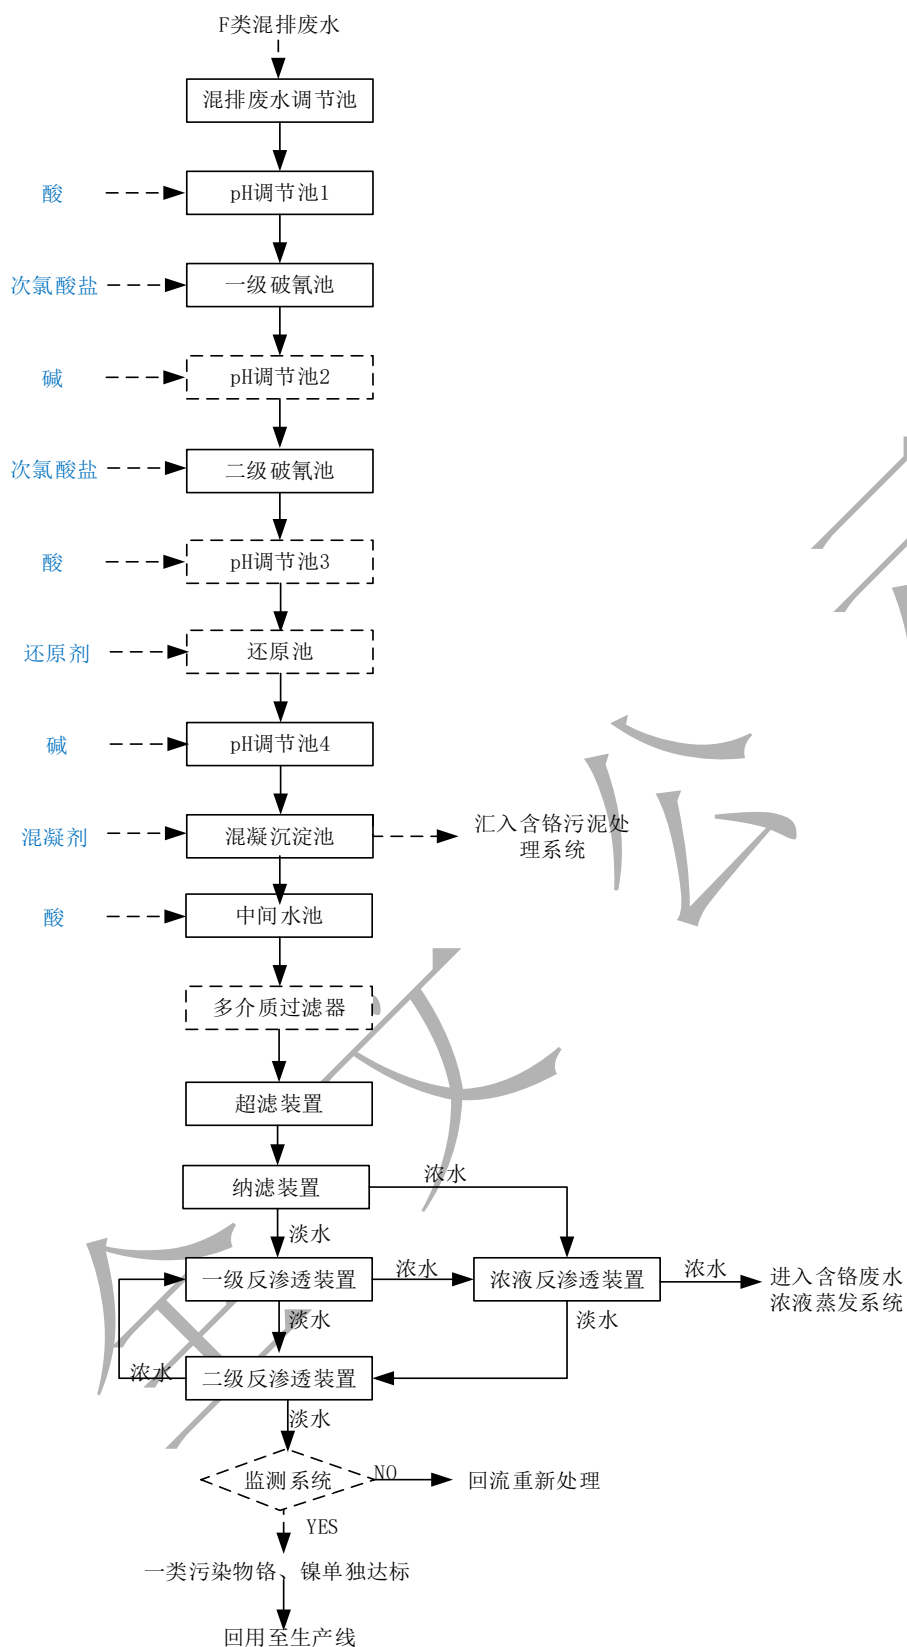 F类混排废水
混排废水调节池
酸
pH调节池1
次氯酸盐
一级破氰池
碱
pH调节池2
次氯酸盐
二级破氰池
酸
pH调节池3
还原剂
还原池
碱
pH调节池4
混凝剂
混凝沉淀池
汇入含铬污泥处
理系统
酸
中间水池
多介质过滤器
超滤装置
纳滤装置
浓水
淡水
一级反渗透装置
浓水
浓液反渗透装置
浓水
进入含铬废水
浓液蒸发系统
淡水
淡水
浓水
二级反渗透装置
淡水
监测系统
NO
回流重新处理
YES
一类污染物铬、镍单独达标
回用至生产线
全文公